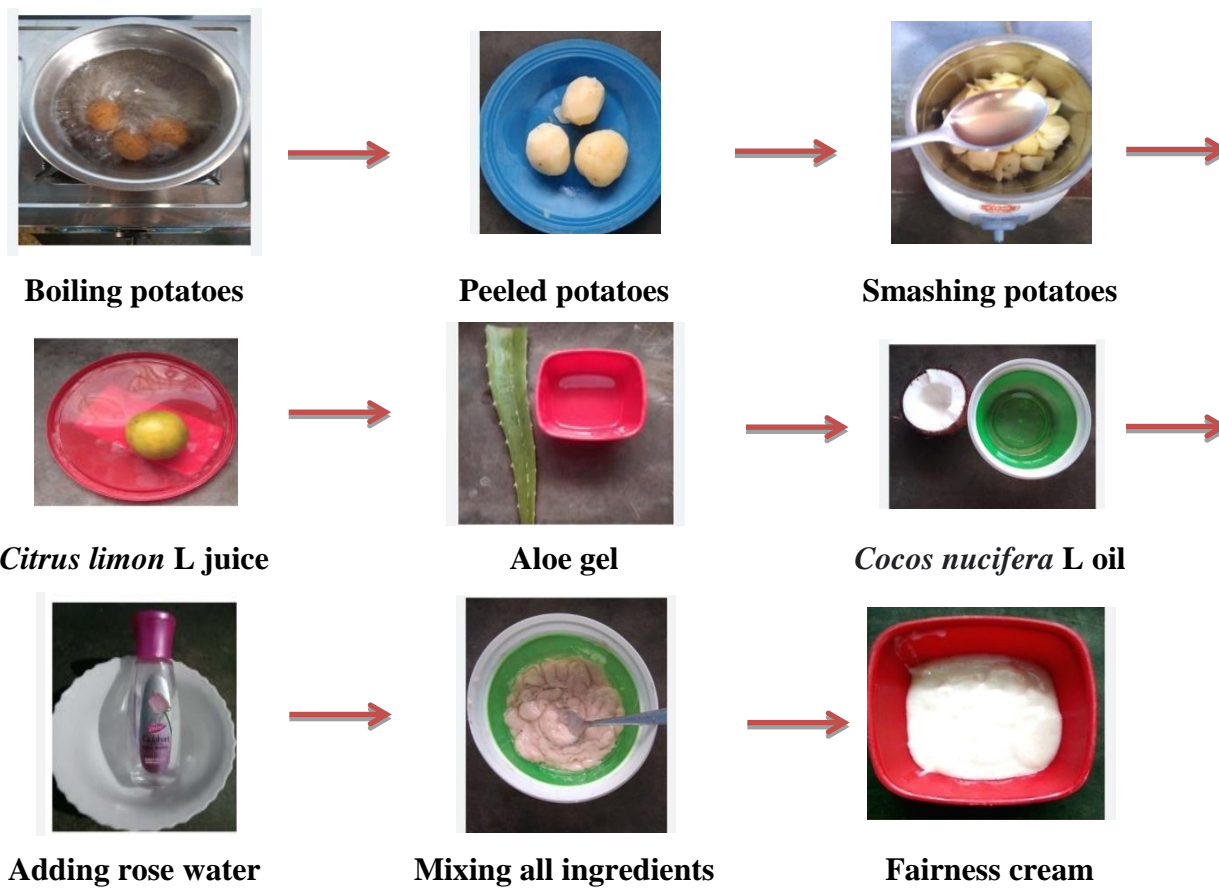 Boiling potatoes
Peeled potatoes
Smashing potatoes
Citrus limon L juice
Aloe gel
Cocos nucifera L oil
Adding rose water
Mixing all ingredients
Fairness cream